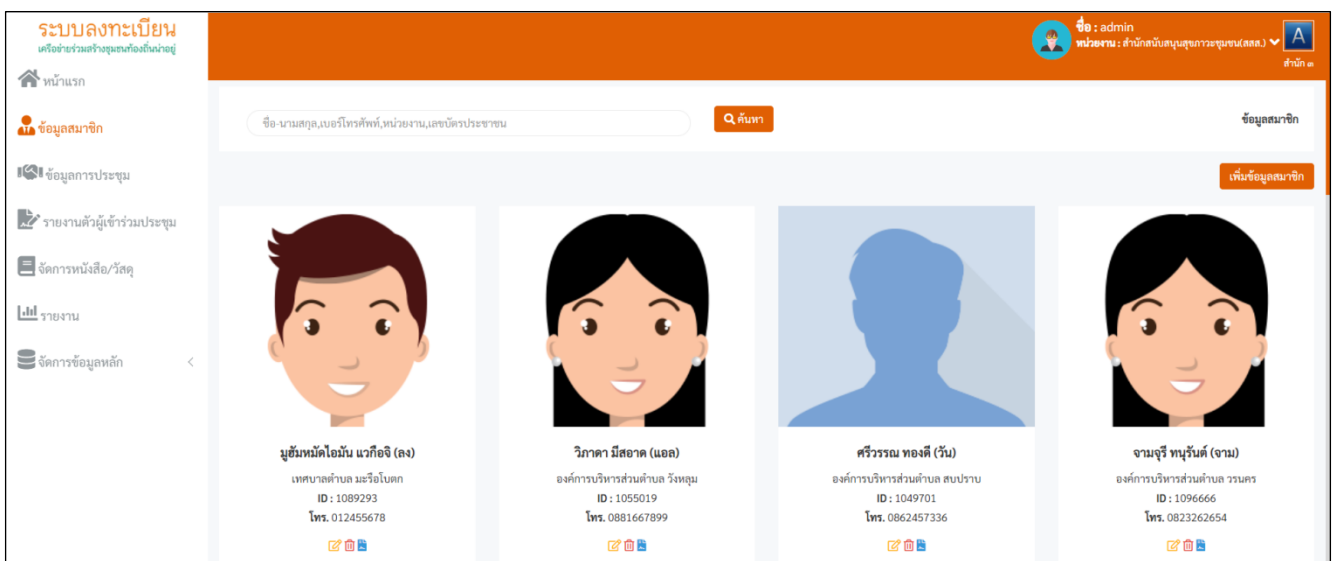 ระบบลงทะเบียน
เครือข่ายร่วมสร้างชุมชนท้องถิ่นน่าอยู่
ชื่อ : admin
หน่วยงาน : สำนักสนับสนุนสุขภาวะชุมชน(สสส.)
A
สำนัก ๓
หน้าแรก
ข้อมูลสมาชิก
ข้อมูลการประชุม
รายงานตัวผู้เข้าร่วมประชุม
จัดการหนังสือ/วัสดุ
รายงาน
จัดการข้อมูลหลัก
ชื่อ-นามสกุล,เบอร์โทรศัพท์,หน่วยงาน,เลขบัตรประชาชน
ค้นหา
ข้อมูลสมาชิก
เพิ่มข้อมูลสมาชิก
มูฮัมหมัดไอมัน แวกือจิ (ลง)
เทศบาลตำบล มะรือโบตก
ID : 1089293
โทร. 012455678
วิภาดา มีสอาด (แอล)
องค์การบริหารส่วนตำบล วังหลุม
ID : 1055019
โทร. 0881667899
ศรีวรรณ ทองดี (วัน)
องค์การบริหารส่วนตำบล สบปราบ
ID : 1049701
โทร. 0862457336
จามจุรี ทนุรันต์ (จาม)
องค์การบริหารส่วนตำบล วรนคร
ID : 1096666
โทร. 0823262654